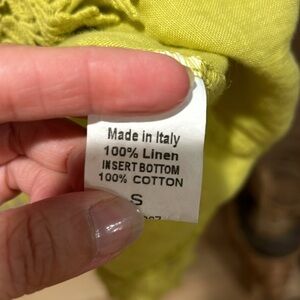 Made in Italy
100% Linen
INSERT BOTTOM
100% COTTON
S